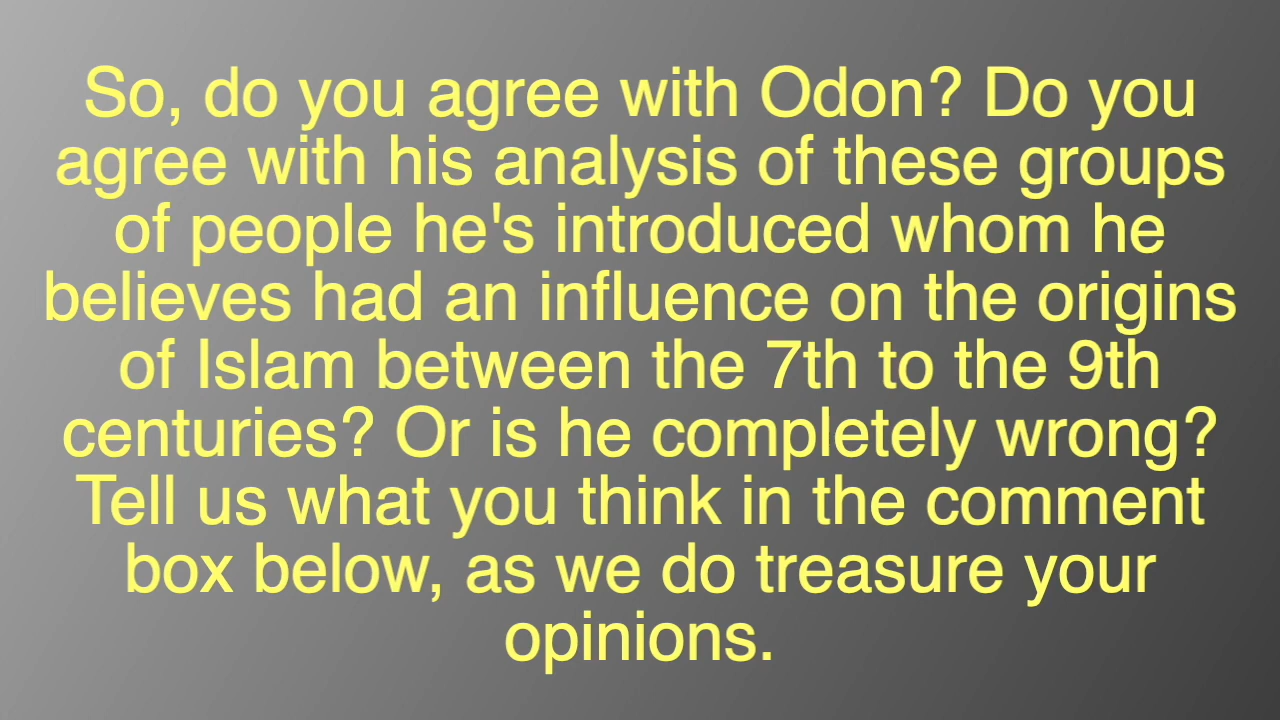 So, do you agree with Odon? Do you
agree with his analysis of these groups
of people he's introduced whom he
believes had an influence on the origins
of Islam between the 7th to the 9th
centuries? Or is he completely wrong?
Tell us what you think in the comment
box below, as we do treasure your
opinions.